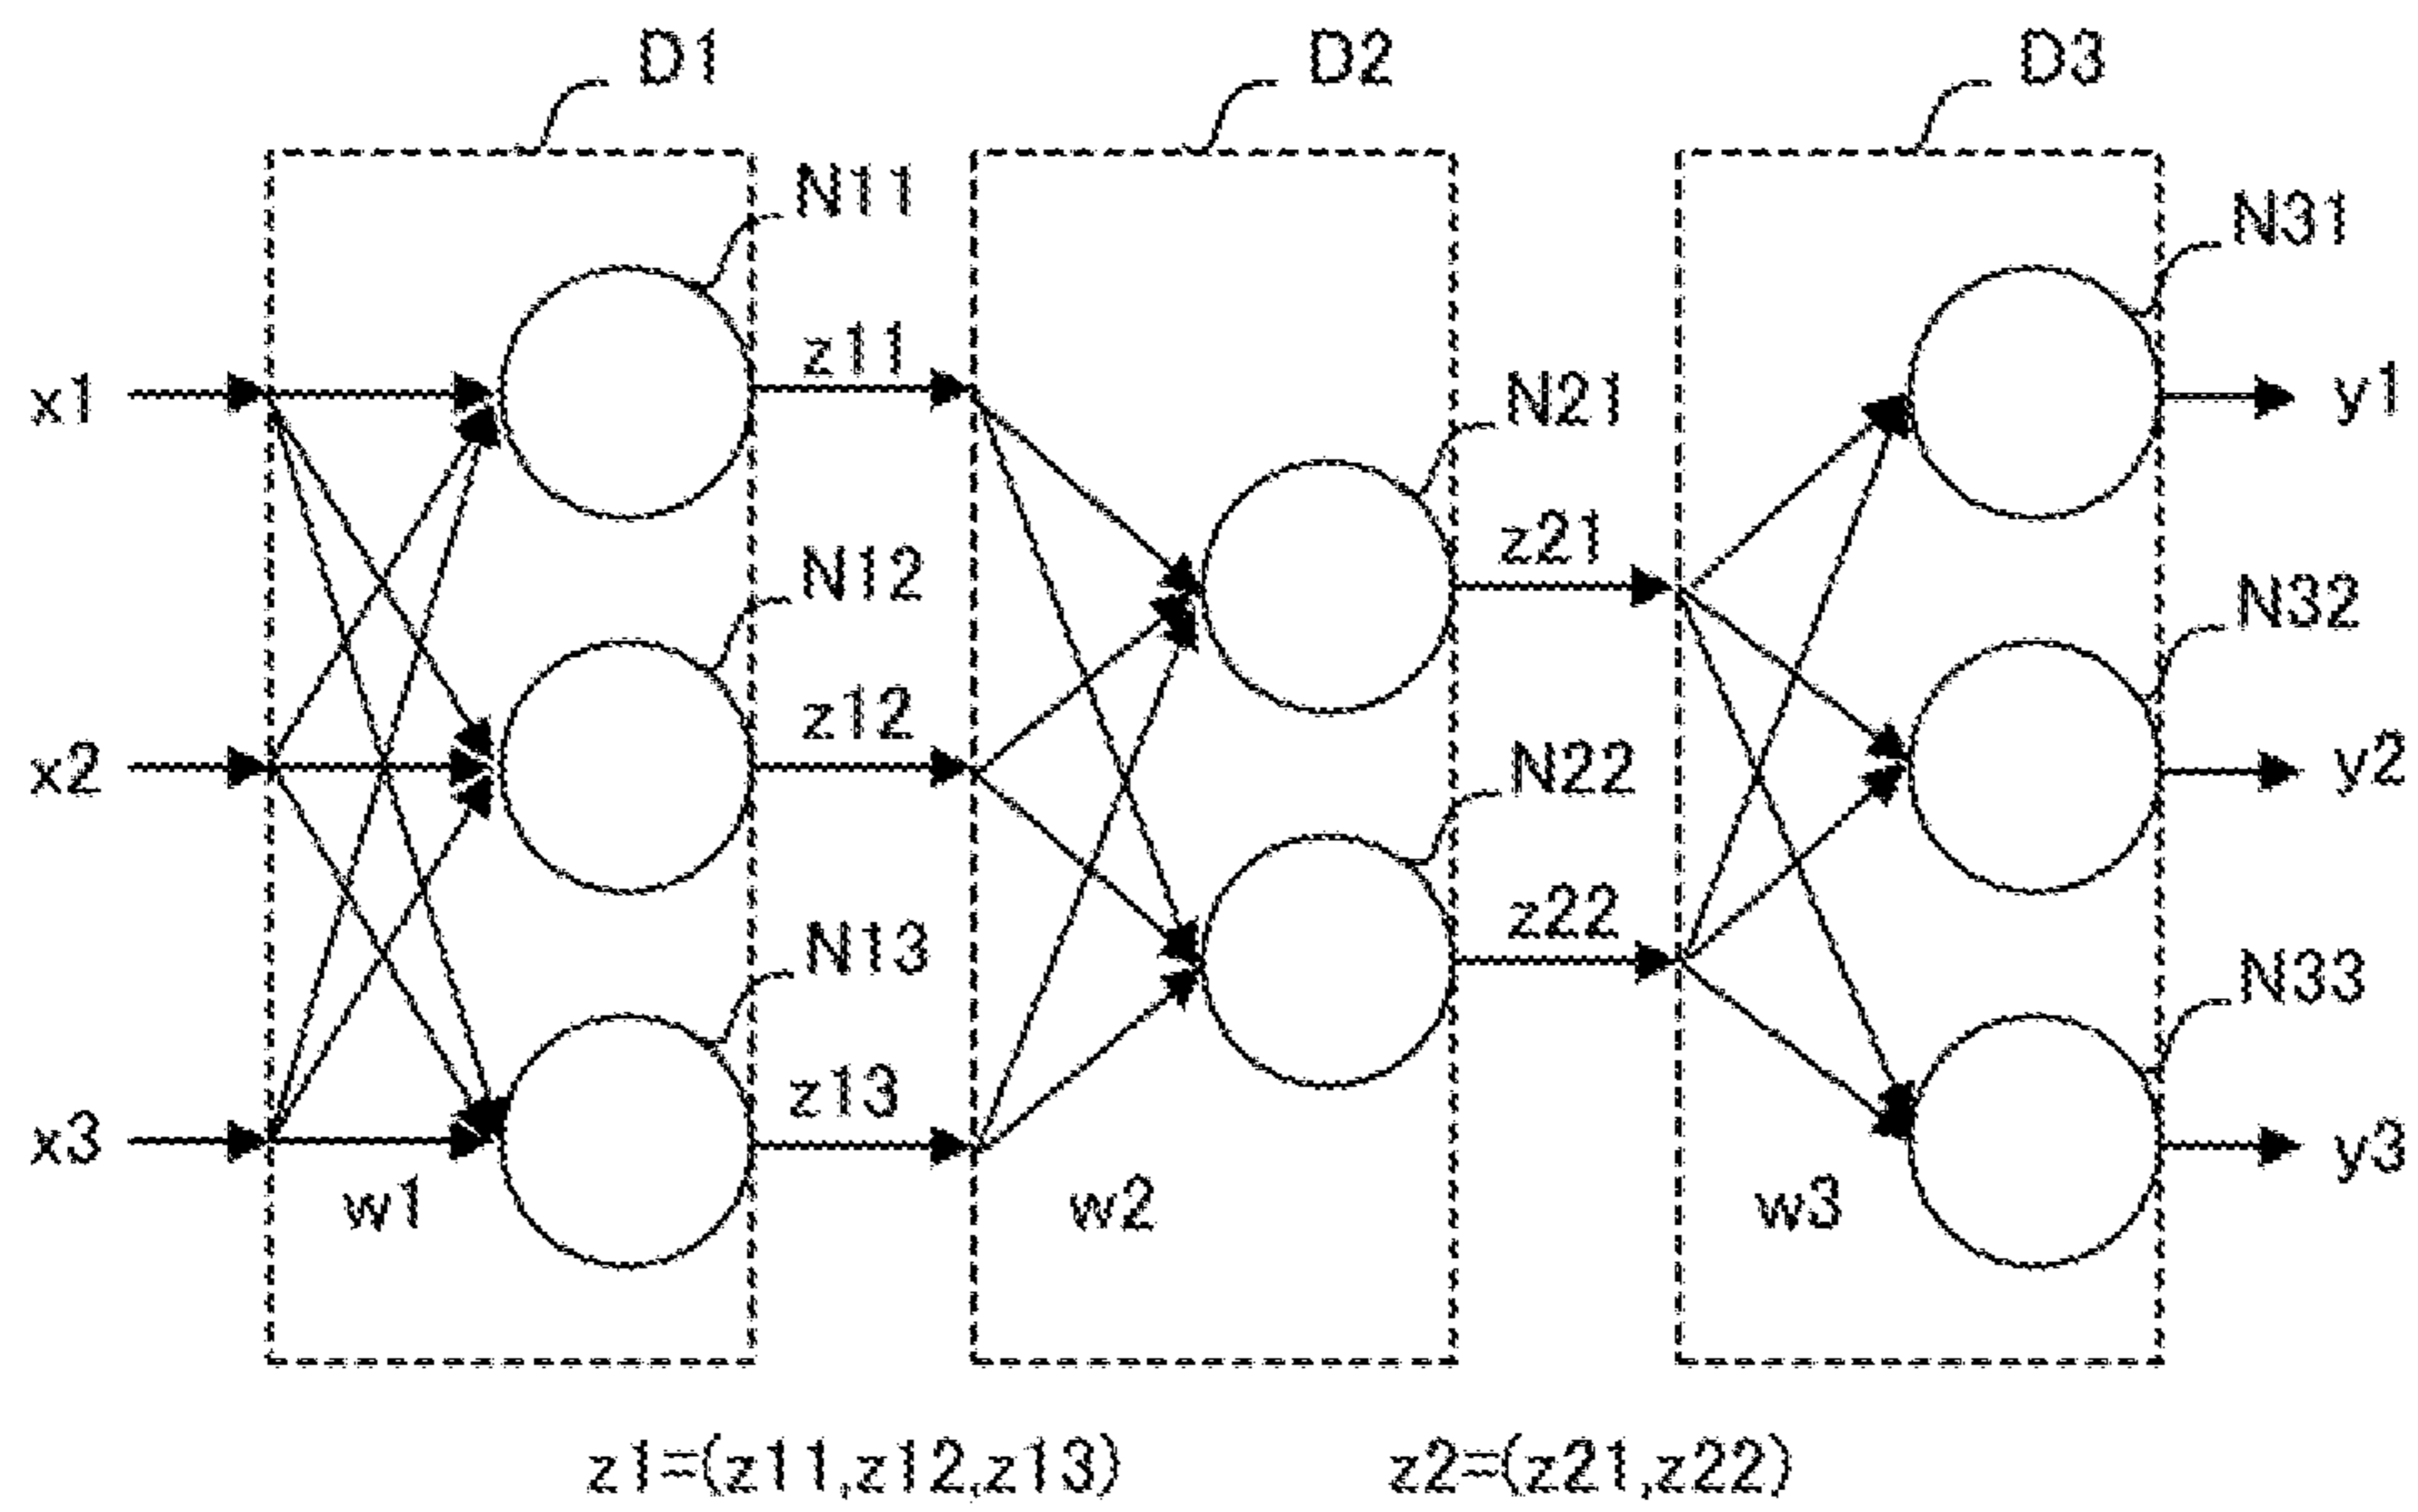 D1 D2 D3
N11
N31
z11
N21
x1
y1
z21
N12
N32
z12
x2
N22
y2
z22
N13
N33
z13
x3
y3
w1
w2
w3
z1=(z11,z12,z13) z2=(z21,z22)